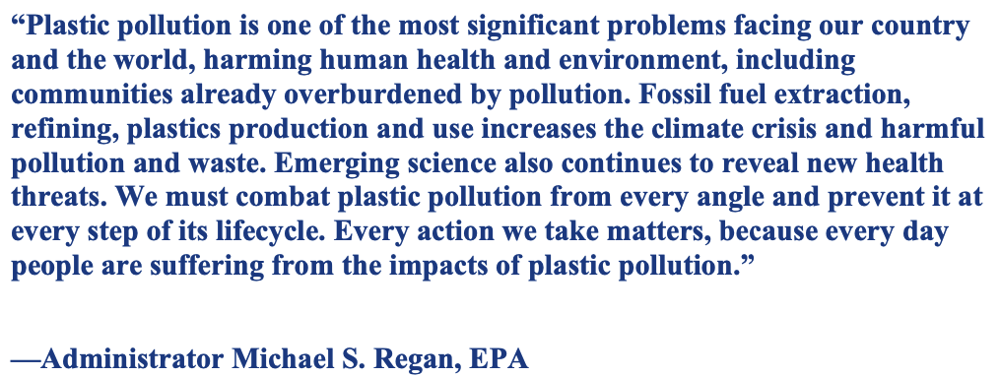 “Plastic pollution is one of the most significant problems facing our country
and the world, harming human health and environment, including
communities already overburdened by pollution. Fossil fuel extraction,
refining, plastics production and use increases the climate crisis and harmful
pollution and waste. Emerging science also continues to reveal new health
threats. We must combat plastic pollution from every angle and prevent it at
every step of its lifecycle. Every action we take matters, because every day
people are suffering from the impacts of plastic pollution.”
—Administrator Michael S. Regan, EPA